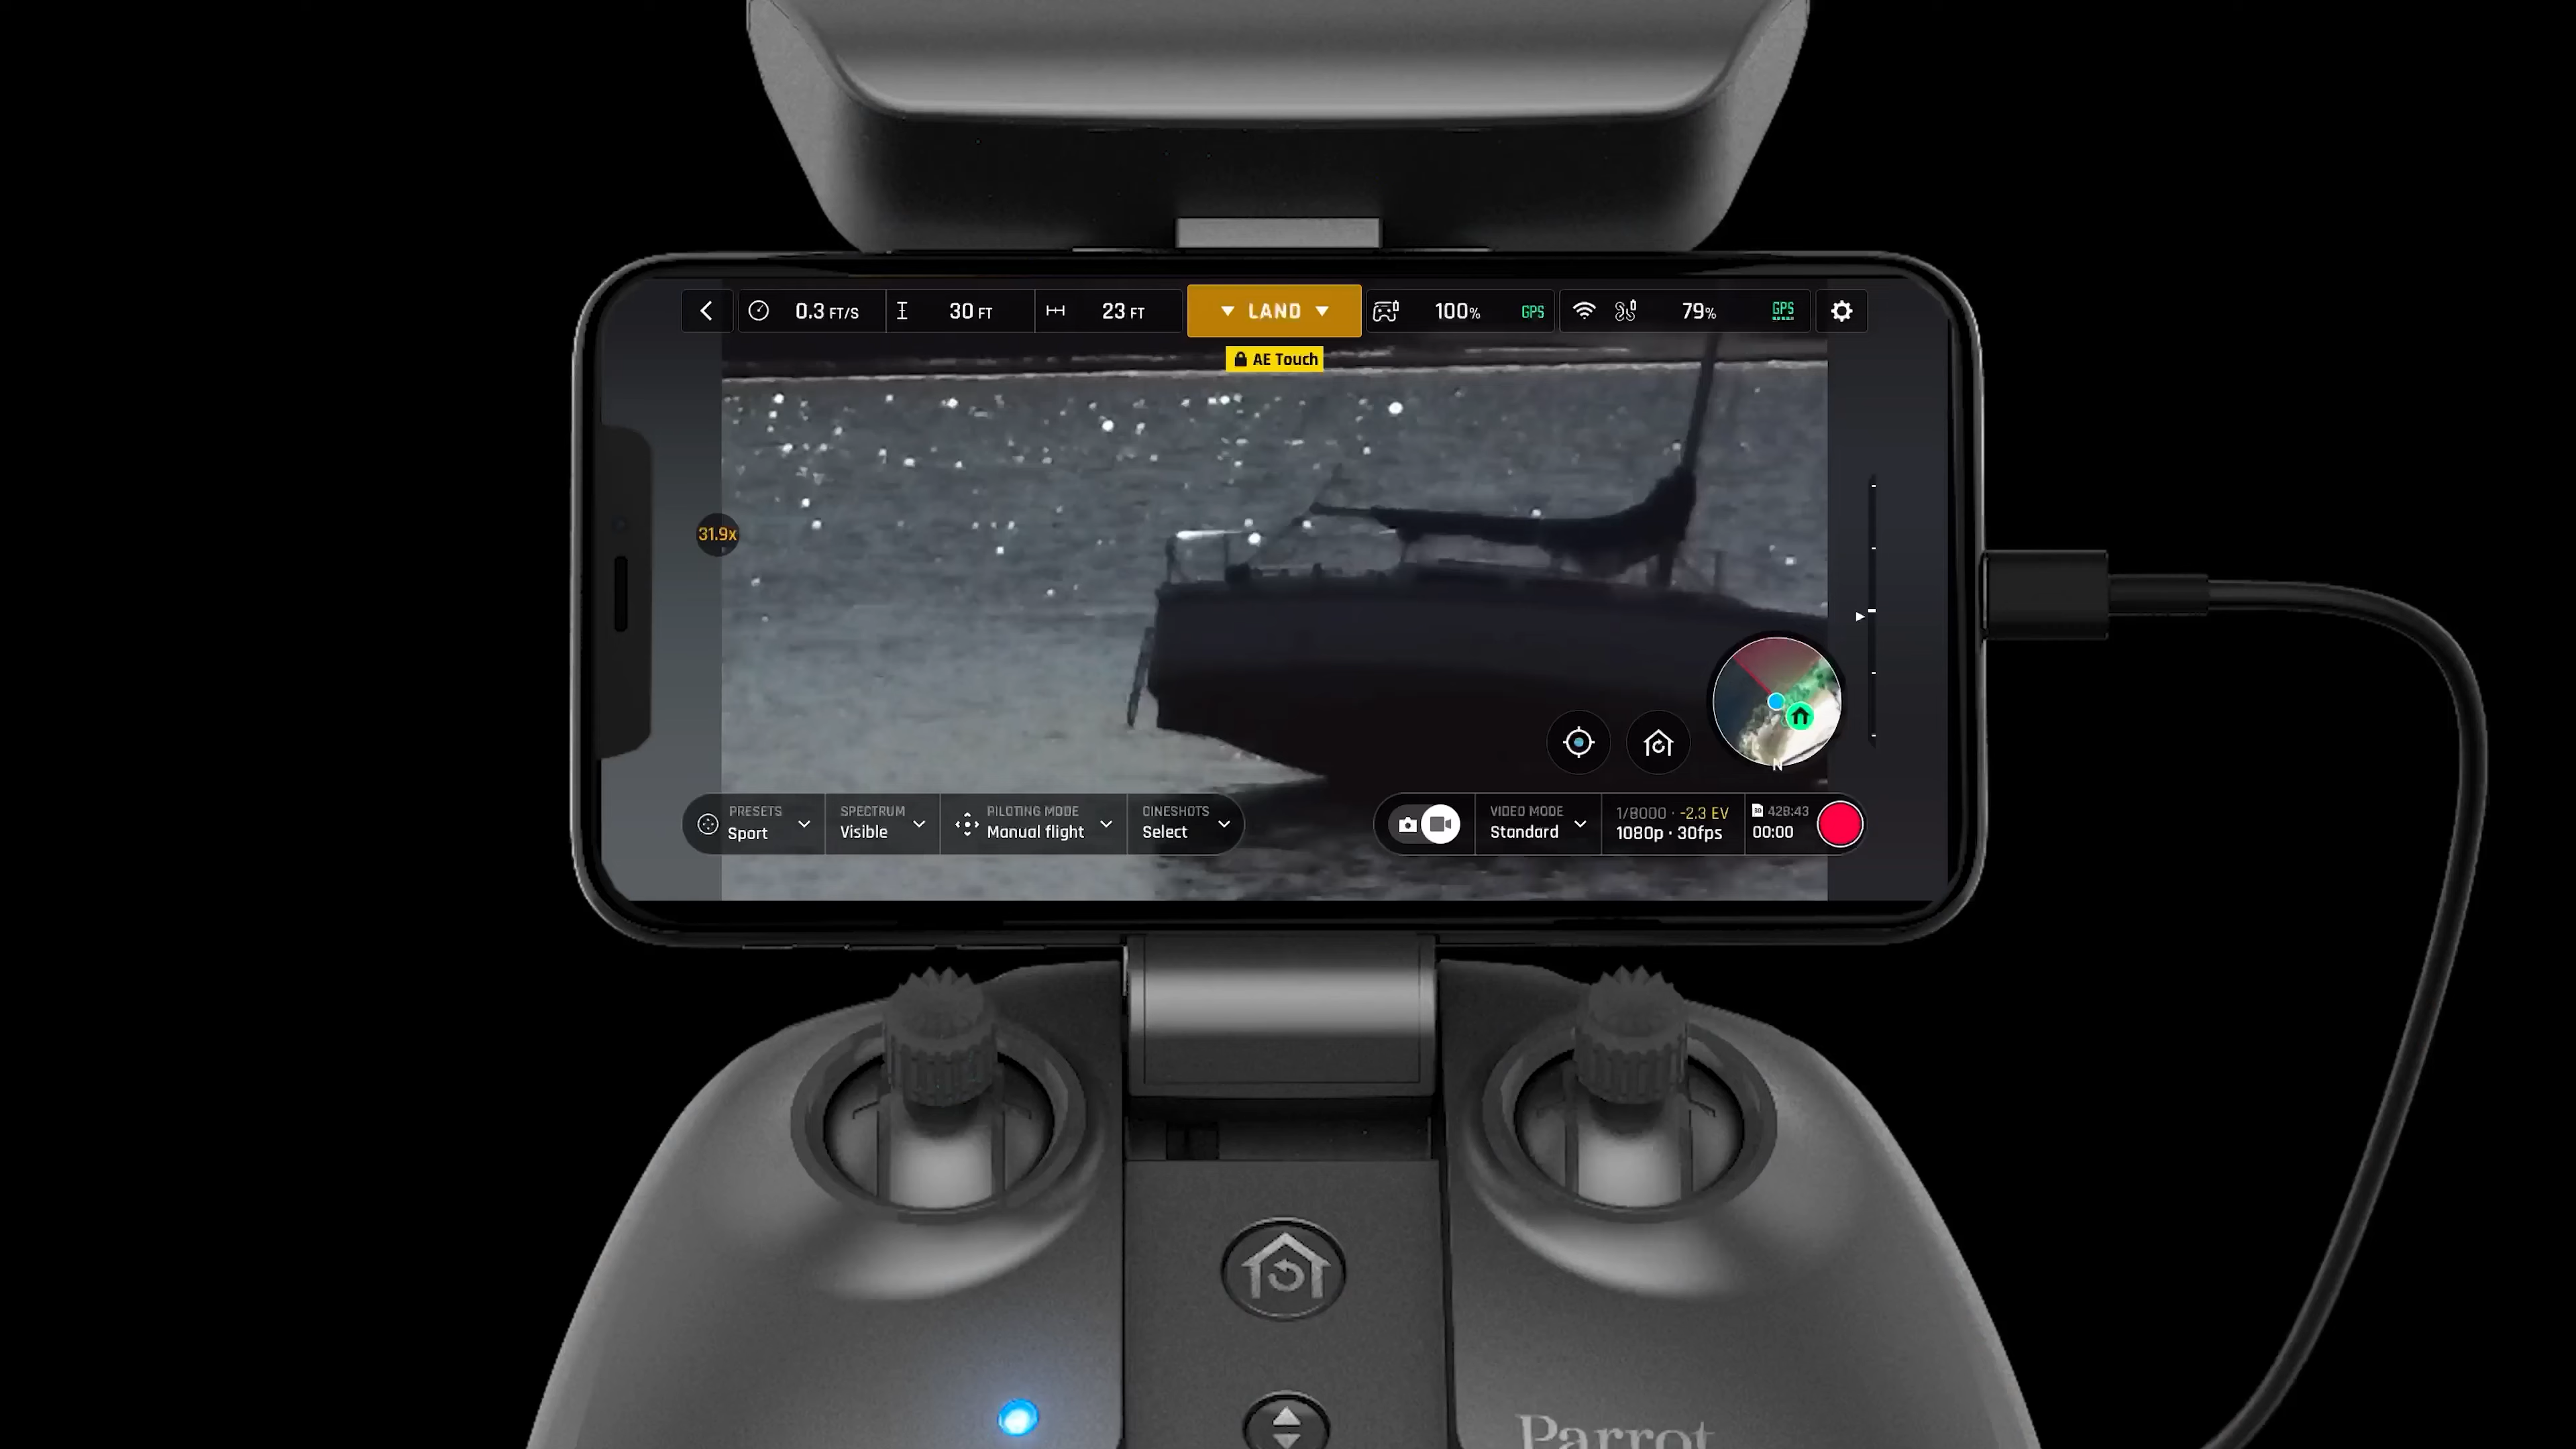 0.3 FT/S
30 FT
23 FT
LAND
100%
GPS
79%
GPS
AE Touch
31.9x
N
PRESETS
Sport
SPECTRUM
Visible
PILOTING MODE
Manual flight
CINESHOTS
Select
VIDEO MODE
Standard
1/8000 · -2.3 EV
1080p · 30fps
428:43
00:00
Parrot